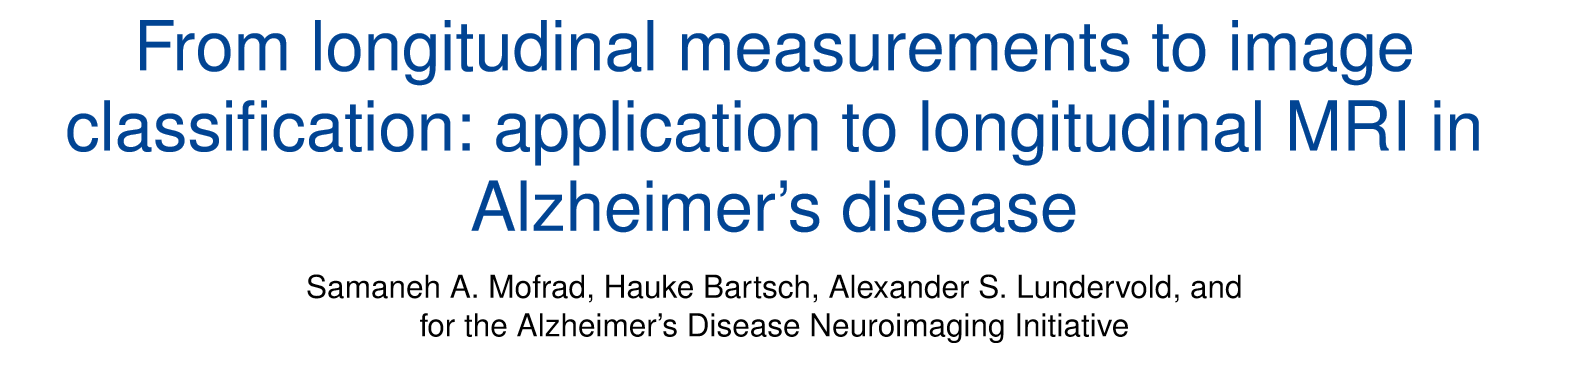 From longitudinal measurements to image
classification: application to longitudinal MRI in
Alzheimer’s disease
Samaneh A. Mofrad, Hauke Bartsch, Alexander S. Lundervold, and
for the Alzheimer’s Disease Neuroimaging Initiative